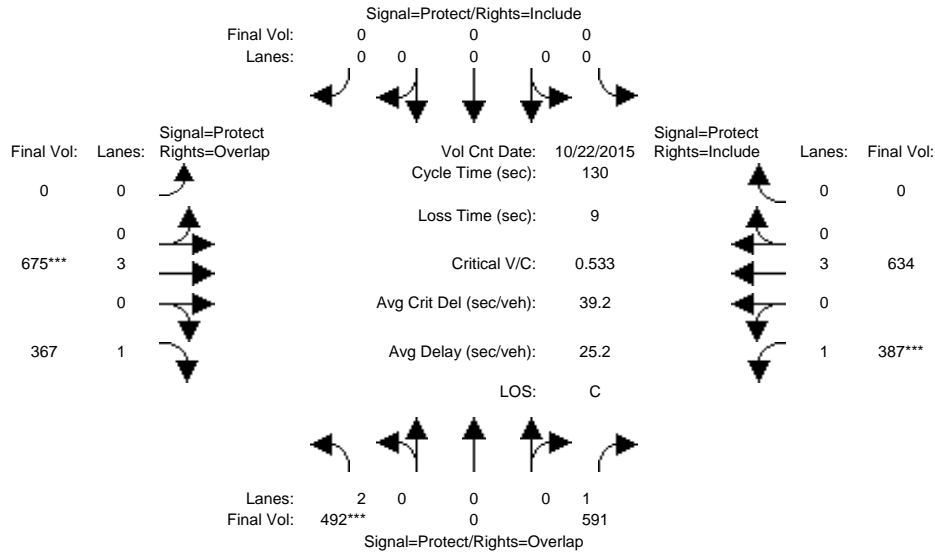 Signal=Protect/Rights=Include
Final Vol: 0 0 0
Lanes: 0 0 0 0 0
Signal=Protect
Final Vol: Lanes: Rights=Overlap
Vol Cnt Date: 10/22/2015
Signal=Protect
Rights=Include Lanes: Final Vol:
Cycle Time (sec): 130
0 0
0 0
Loss Time (sec): 9
0
0
675*** 3
Critical V/C: 0.533
3 634
0
Avg Crit Del (sec/veh): 39.2
0
367 1
Avg Delay (sec/veh): 25.2
1 387***
LOS: C
Lanes: 2 0 0 0 1
Final Vol: 492*** 0 591
Signal=Protect/Rights=Overlap